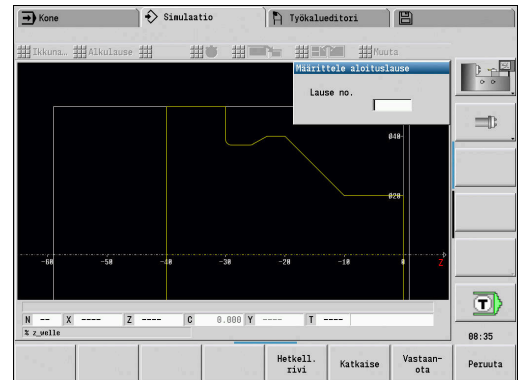 Kone Simulaatio Työkalueditori
Ikkuna… Alkulause Muuta
Määrittele aloituslause
Lause no.
Ø40
Ø20
-60 -50 -40 -30 -20 -10 0 Z
N -- X ---- Z ---- C 0.000 Y ---- T ----
% z_welle
08:35
Hetkell. rivi Katkaise Vastaan-ota Peruuta